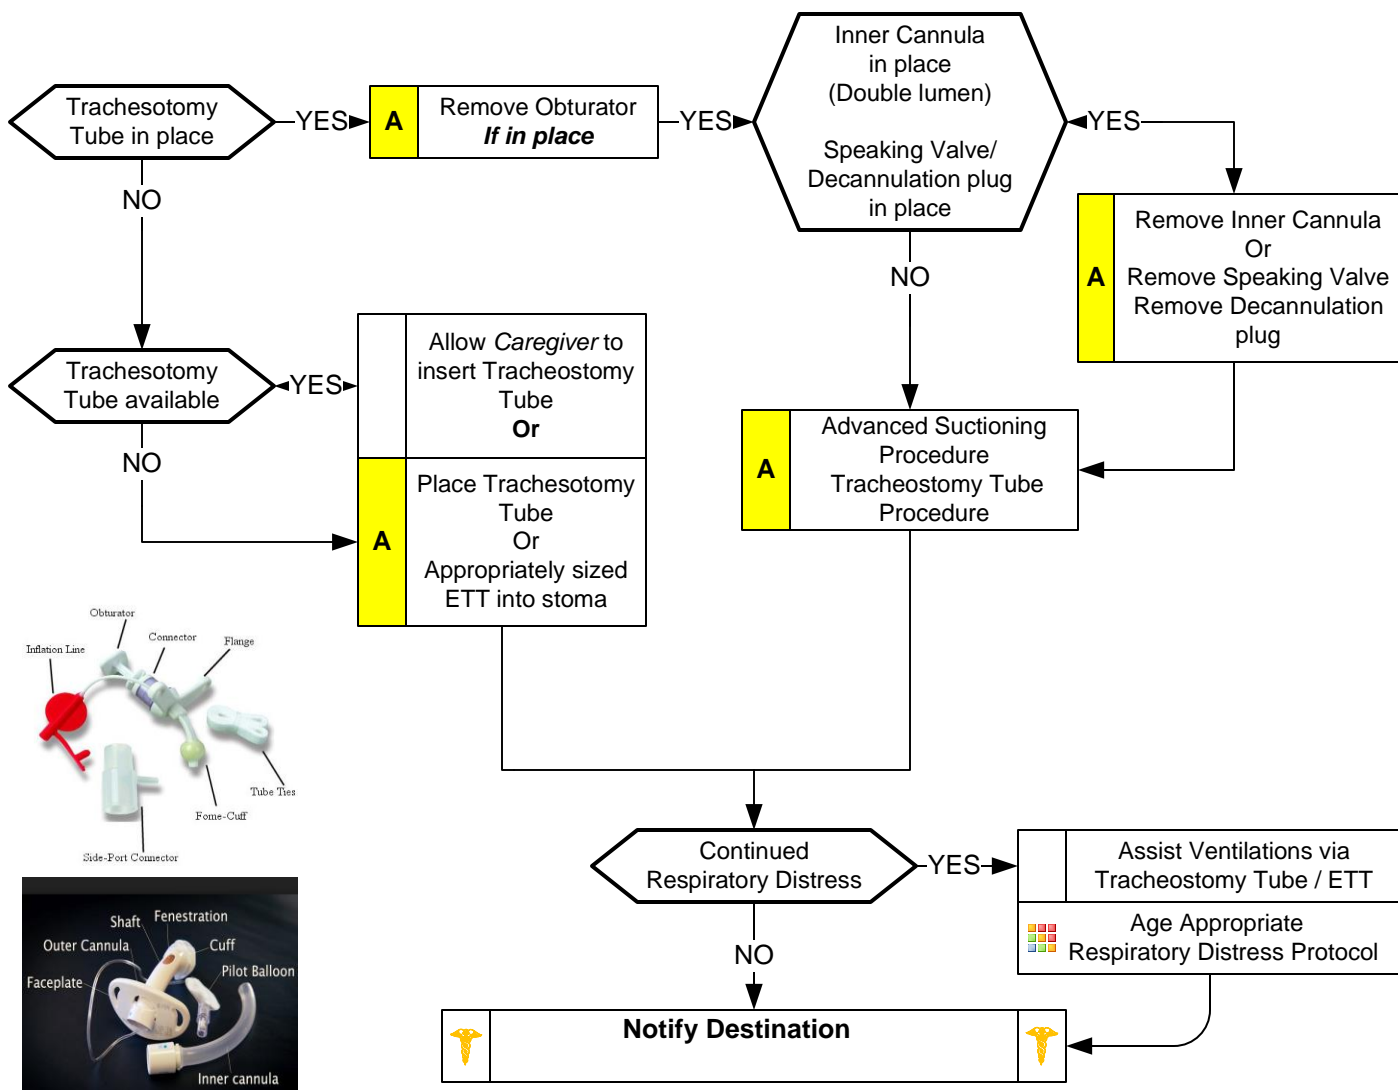 Trachesotomy
Tube in place
YES
A
Remove Obturator
If in place
YES
Inner Cannula
in place
(Double lumen)
Speaking Valve/
Decannulation plug
in place
YES
NO
NO
A
Remove Inner Cannula
Or
Remove Speaking Valve
Remove Decannulation
plug
Trachesotomy
Tube available
YES
Allow Caregiver to
insert Tracheostomy
Tube
Or
NO
A
Place Trachesotomy
Tube
Or
Appropriately sized
ETT into stoma
A
Advanced Suctioning
Procedure
Tracheostomy Tube
Procedure
Obturator
Connector
Flange
Inflation Line
Tube Ties
Fome-Cuff
Side-Port Connector
Continued
Respiratory Distress
YES
Assist Ventilations via
Tracheostomy Tube / ETT
Age Appropriate
Respiratory Distress Protocol
NO
Notify Destination
Fenestration
Shaft
Outer Cannula
Cuff
Faceplate
Pilot Balloon
Inner cannula